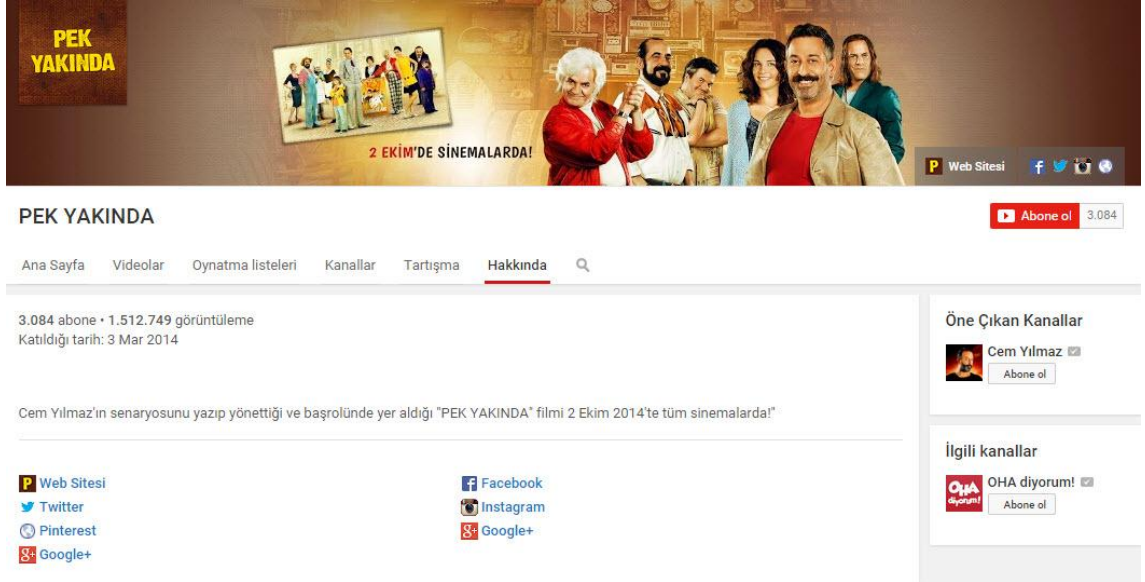 PEK
YAKINDA
2 EKİM'DE SİNEMALARDA!
P Web Sitesi
PEK YAKINDA
Abone ol 3.084
Ana Sayfa Videolar Oynatma listeleri Kanallar Tartışma Hakkında
3.084 abone • 1.512.749 görüntüleme
Katıldığı tarih: 3 Mar 2014
Cem Yılmaz'ın senaryosunu yazıp yönettiği ve başrolünde yer aldığı "PEK YAKINDA" filmi 2 Ekim 2014'te tüm sinemalarda!"
P Web Sitesi
Facebook
Twitter
Instagram
Pinterest
Google+
Google+
Öne Çıkan Kanallar
Cem Yılmaz
Abone ol
İlgili kanallar
OHA diyorum!
OHA diyorum!
Abone ol